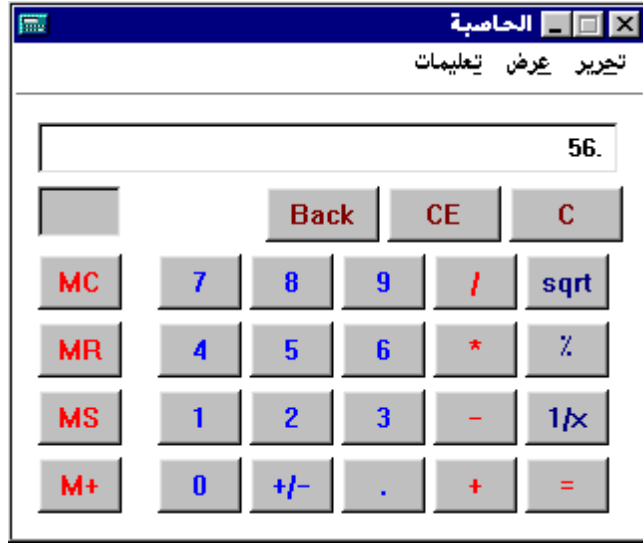 الحاسبة
تحرير عرض تعليمات
56.
Back CE C
MC 7 8 9 / sqrt
MR 4 5 6 * %
MS 1 2 3 - 1/x
M+ 0 +/- . + =